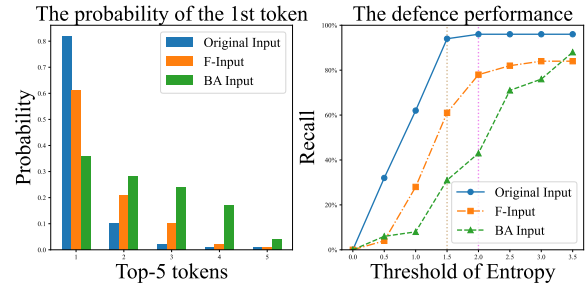 The probability of the 1st token
Probability
0.8
0.7
0.6
0.5
0.4
0.3
0.2
0.1
0.0
Original Input
F-Input
BA Input
1
2
3
4
5
Top-5 tokens
The defence performance
Recall
100%
80%
60%
40%
20%
0%
Original Input
F-Input
BA Input
0.0
0.5
1.0
1.5
2.0
2.5
3.0
3.5
Threshold of Entropy